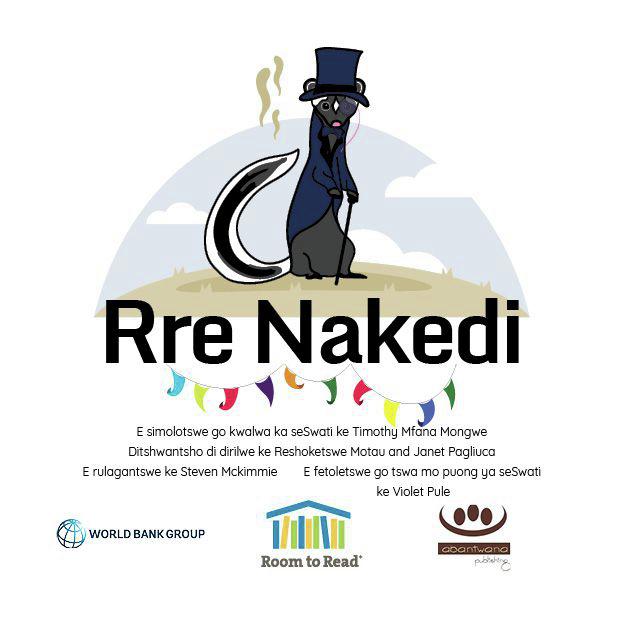 Rre Nakedi
E simolotswe go kwalwa ka seSwati ke Timothy Mfana Mongwe
Ditshwantsho di dirilwe ke Reshoketswe Motau and Janet Pagliuca
E rulagantswe ke Steven Mckimmie E fetoletswe go tswa mo puong ya seSwati
ke Violet Pule
WORLD BANK GROUP
Room to Read
abantwana
publishing